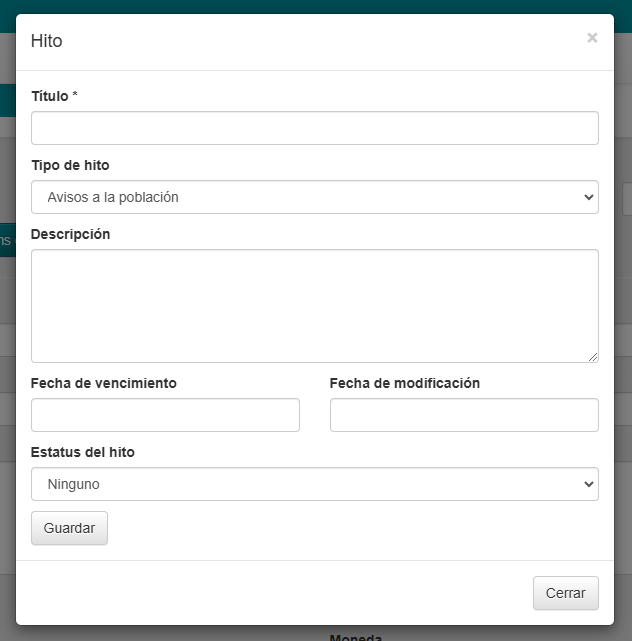 Hito
×
Título *
Tipo de hito
Avisos a la población
Descripción
Fecha de vencimiento
Fecha de modificación
Estatus del hito
Ninguno
Guardar
Cerrar
Moneda